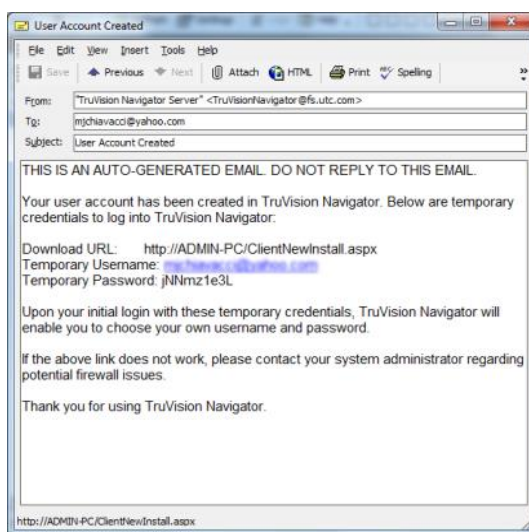 User Account Created
File Edit View Insert Tools Help
Save Previous Next Attach HTML Print ABC Spelling »
From: "TruVision Navigator Server" <TruVisionNavigator@fs.utc.com>
To: mjchiavacci@yahoo.com
Subject: User Account Created
THIS IS AN AUTO-GENERATED EMAIL. DO NOT REPLY TO THIS EMAIL.
Your user account has been created in TruVision Navigator. Below are temporary
credentials to log into TruVision Navigator:
Download URL: http://ADMIN-PC/ClientNewInstall.aspx
Temporary Username: mjchiavacci@yahoo.com
Temporary Password: jNNmz1e3L
Upon your initial login with these temporary credentials, TruVision Navigator will
enable you to choose your own username and password.
If the above link does not work, please contact your system administrator regarding
potential firewall issues.
Thank you for using TruVision Navigator.
http://ADMIN-PC/ClientNewInstall.aspx